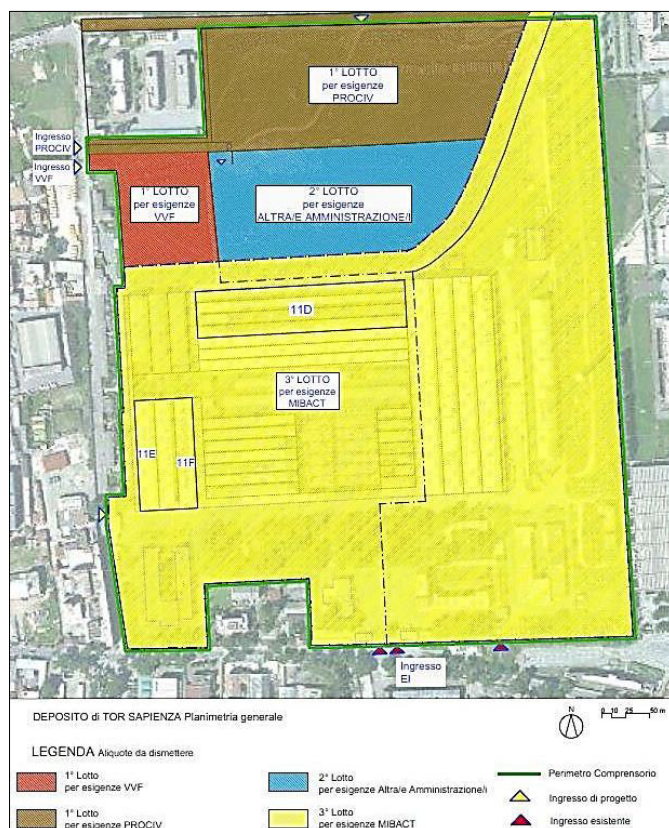 1° LOTTO
per esigenze
PROCIV
Ingresso
PROCIV
Ingresso
VVF
1° LOTTO
per esigenze
VVF
2° LOTTO
per esigenze
ALTRA/E AMMINISTRAZIONE/I
11D
3° LOTTO
per esigenze
MIBACT
11E
11F
Ingresso
EI
DEPOSITO di TOR SAPIENZA Planimetria generale
N
0 10 25 50 m
LEGENDA Aliquote da dismettere
1° Lotto
per esigenze VVF
2° Lotto
per esigenze Altra/e Amministrazione/i
Perimetro Comprensorio
Ingresso di progetto
1° Lotto
per esigenze PROCIV
3° Lotto
per esigenze MIBACT
Ingresso esistente